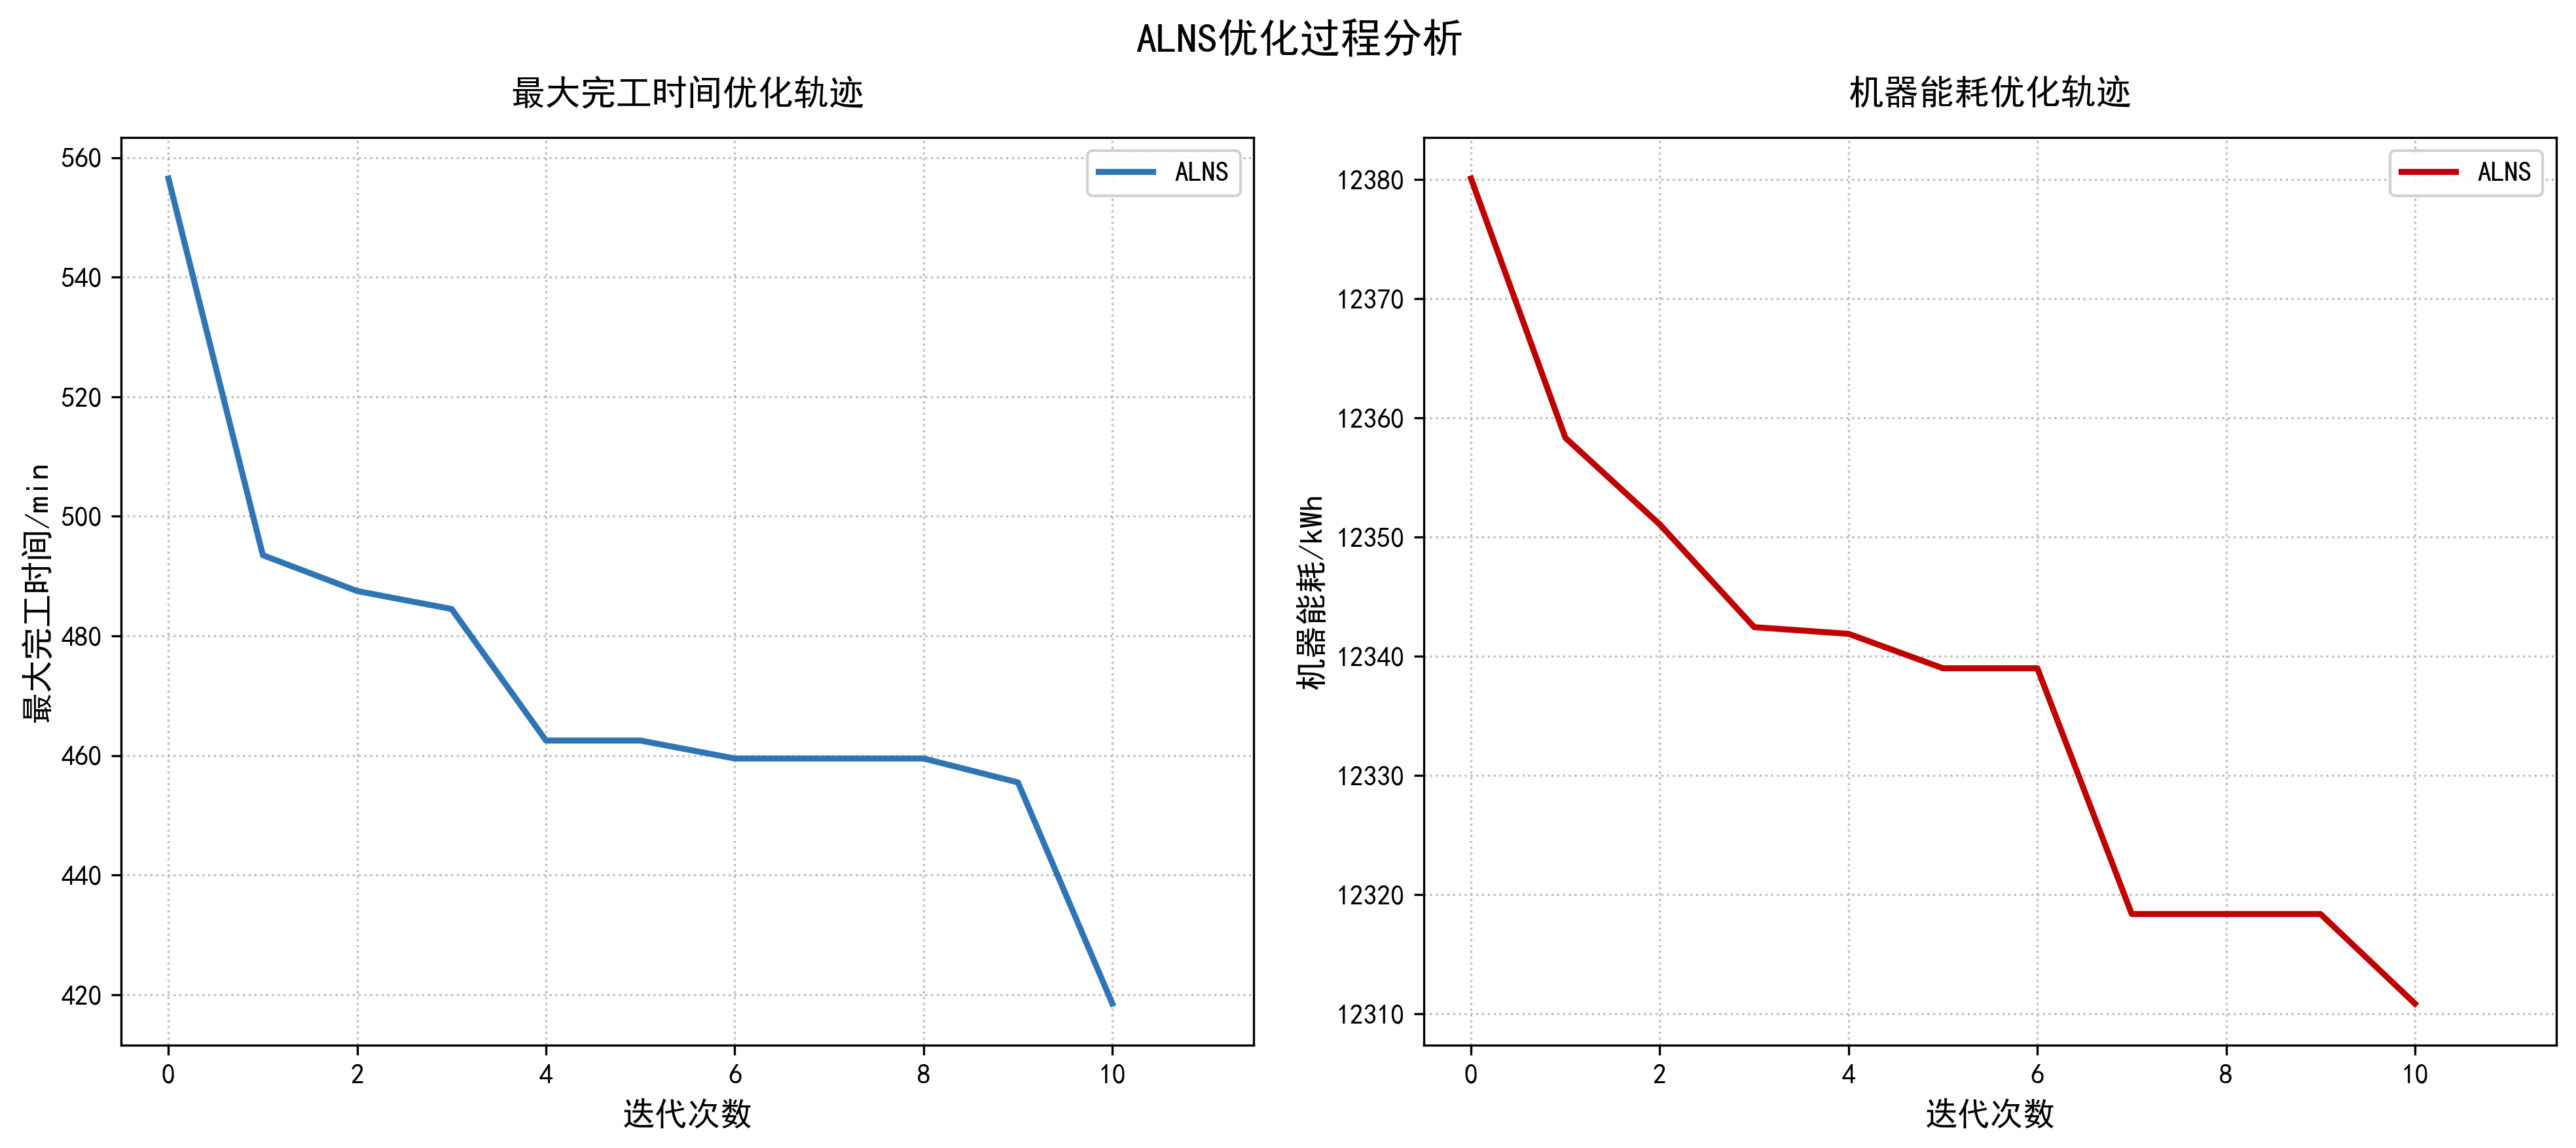 ALNS优化过程分析
最大完工时间优化轨迹
ALNS
560
540
520
500
480
460
440
420
最大完工时间/min
0 2 4 6 8 10
迭代次数
机器能耗优化轨迹
ALNS
12380
12370
12360
12350
12340
12330
12320
12310
机器能耗/kWh
0 2 4 6 8 10
迭代次数